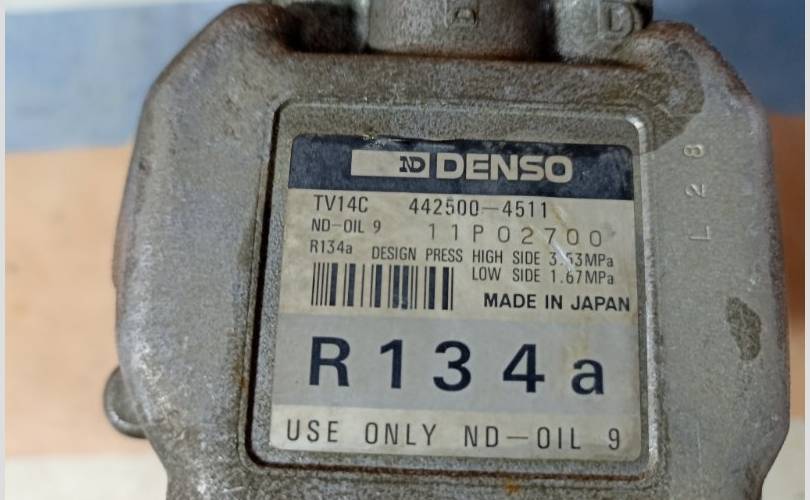 D
ND DENSO
TV14C 442500-4511
ND-OIL 9 11P02700
R134a DESIGN PRESS HIGH SIDE 3.53MPa
LOW SIDE 1.67MPa
MADE IN JAPAN
R134a
USE ONLY ND-OIL 9
L28